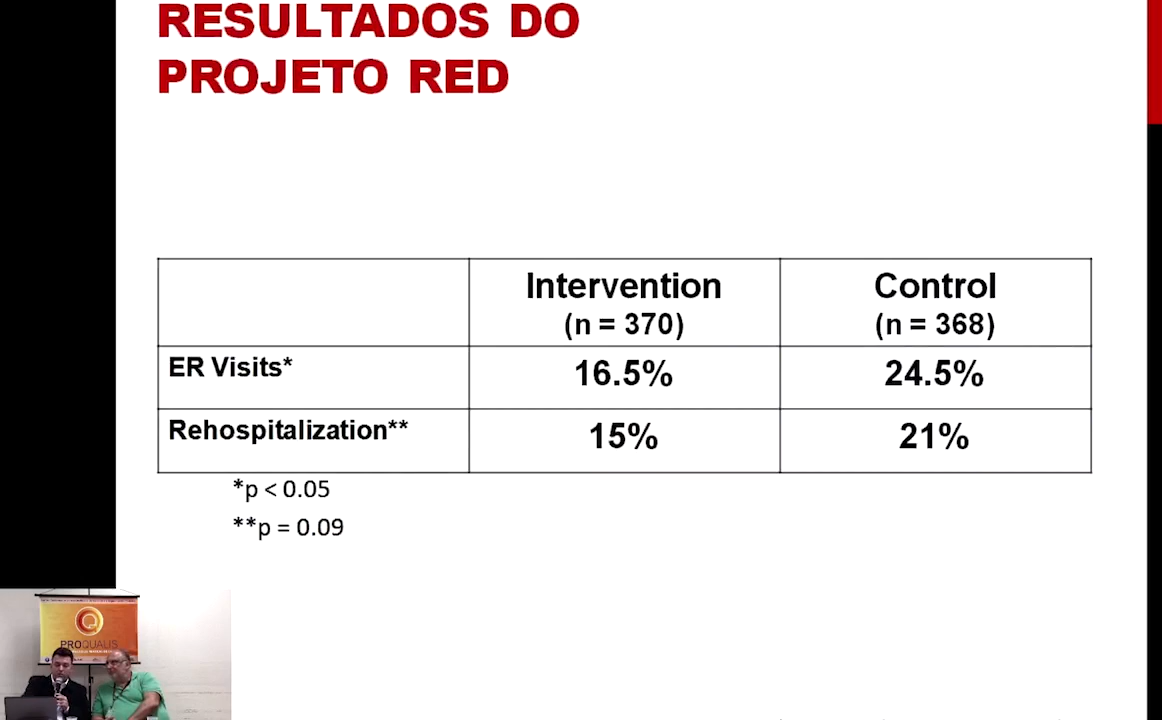 RESULTADOS DO
PROJETO RED
Intervention
(n = 370)
Control
(n = 368)
ER Visits*
16.5%
24.5%
Rehospitalization**
15%
21%
*p < 0.05
**p = 0.09
PROQUALIS